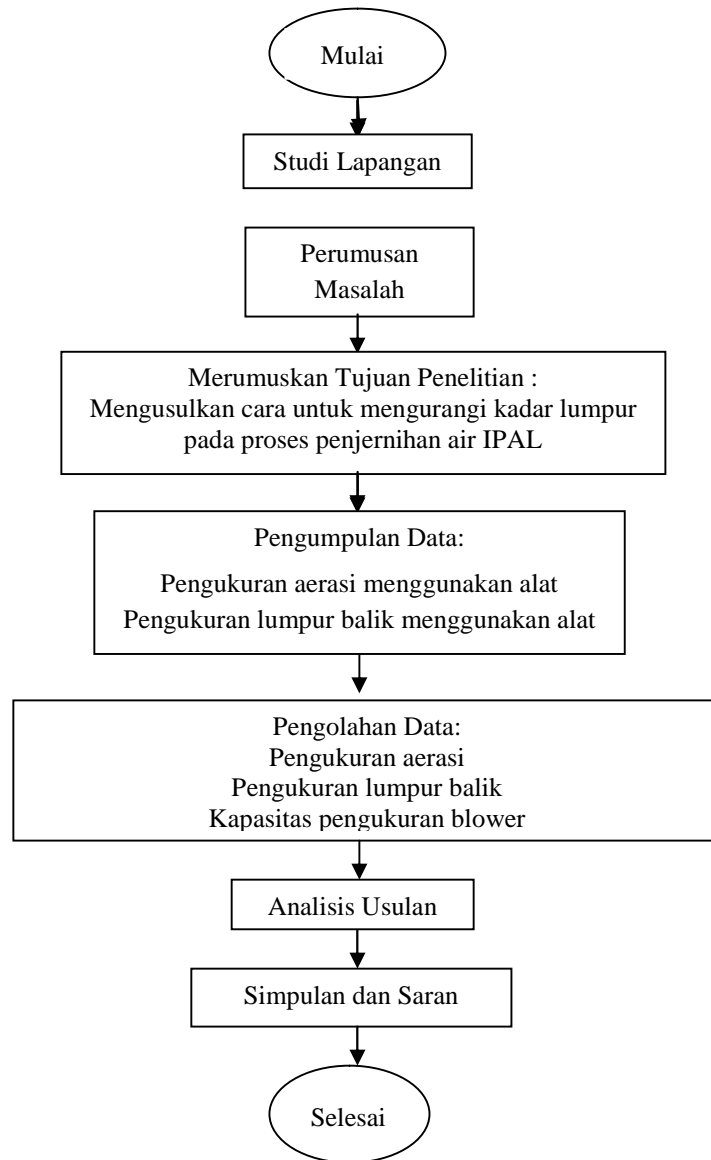 Mulai
Studi Lapangan
Perumusan
Masalah
Merumuskan Tujuan Penelitian :
Mengusulkan cara untuk mengurangi kadar lumpur
pada proses penjernihan air IPAL
Pengumpulan Data:
Pengukuran aerasi menggunakan alat
Pengukuran lumpur balik menggunakan alat
Pengolahan Data:
Pengukuran aerasi
Pengukuran lumpur balik
Kapasitas pengukuran blower
Analisis Usulan
Simpulan dan Saran
Selesai